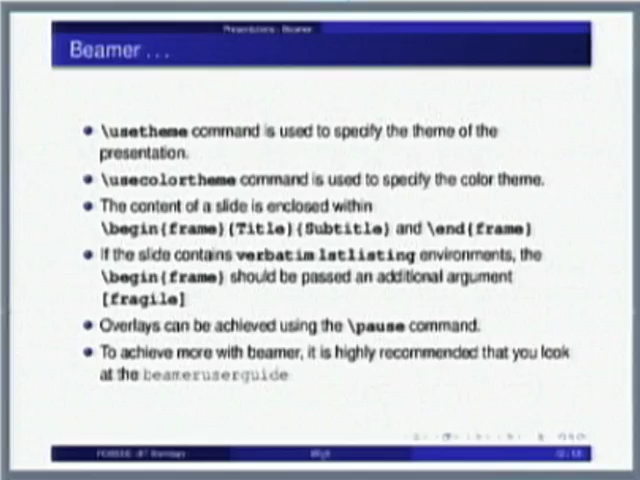 Presentations : Beamer
Beamer . . .
\usetheme command is used to specify the theme of the
presentation.
\usecolortheme command is used to specify the color theme.
The content of a slide is enclosed within
\begin{frame}{Title}{Subtitle} and \end{frame}
If the slide contains verbatim lstlisting environments, the
\begin{frame} should be passed an additional argument
[fragile]
Overlays can be achieved using the \pause command.
To achieve more with beamer, it is highly recommended that you look
at the beameruserguide